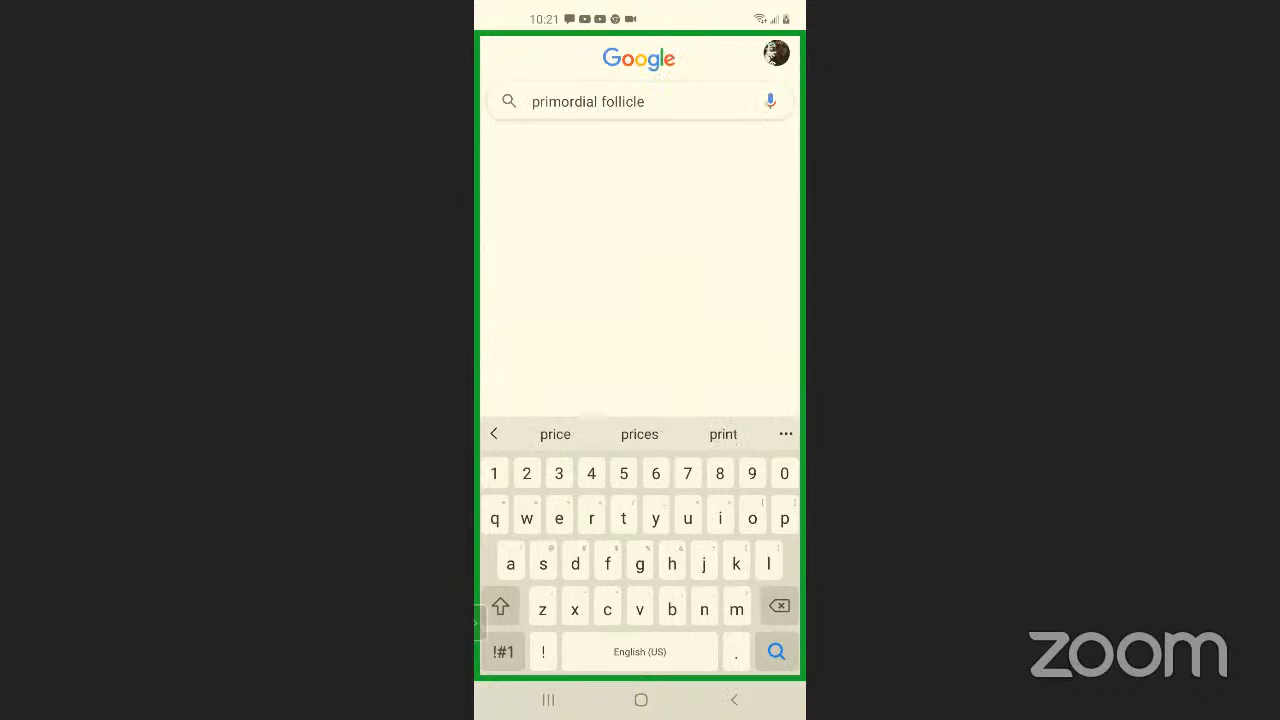 10:21
Google
primordial follicle
price prices print
1 2 3 4 5 6 7 8 9 0
q w e r t y u i o p
a s d f g h j k l
z x c v b n m
!#1 ! English (US) .
zoom